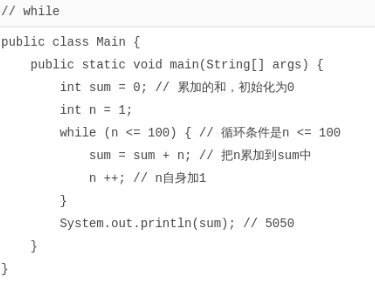 // while
public class Main {
    public static void main(String[] args) {
        int sum = 0; // 累加的和，初始化为0
        int n = 1;
        while (n <= 100) { // 循环条件是n <= 100
            sum = sum + n; // 把n累加到sum中
            n ++; // n自身加1
        }
        System.out.println(sum); // 5050
    }
}